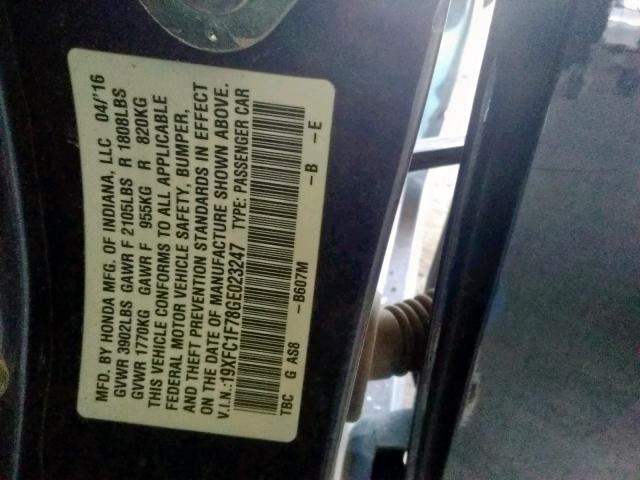 MFD. BY HONDA MFG. OF INDIANA, LLC 04/'16
GVWR 3902LBS GAWR F 2105LBS R 1808LBS
GVWR 1770KG GAWR F 955KG R 820KG
THIS VEHICLE CONFORMS TO ALL APPLICABLE
FEDERAL MOTOR VEHICLE SAFETY, BUMPER,
AND THEFT PREVENTION STANDARDS IN EFFECT
ON THE DATE OF MANUFACTURE SHOWN ABOVE.
V.I.N.:19XFC1F78GE023247 TYPE: PASSENGER CAR
TBC G AS8 -B607M -B -E